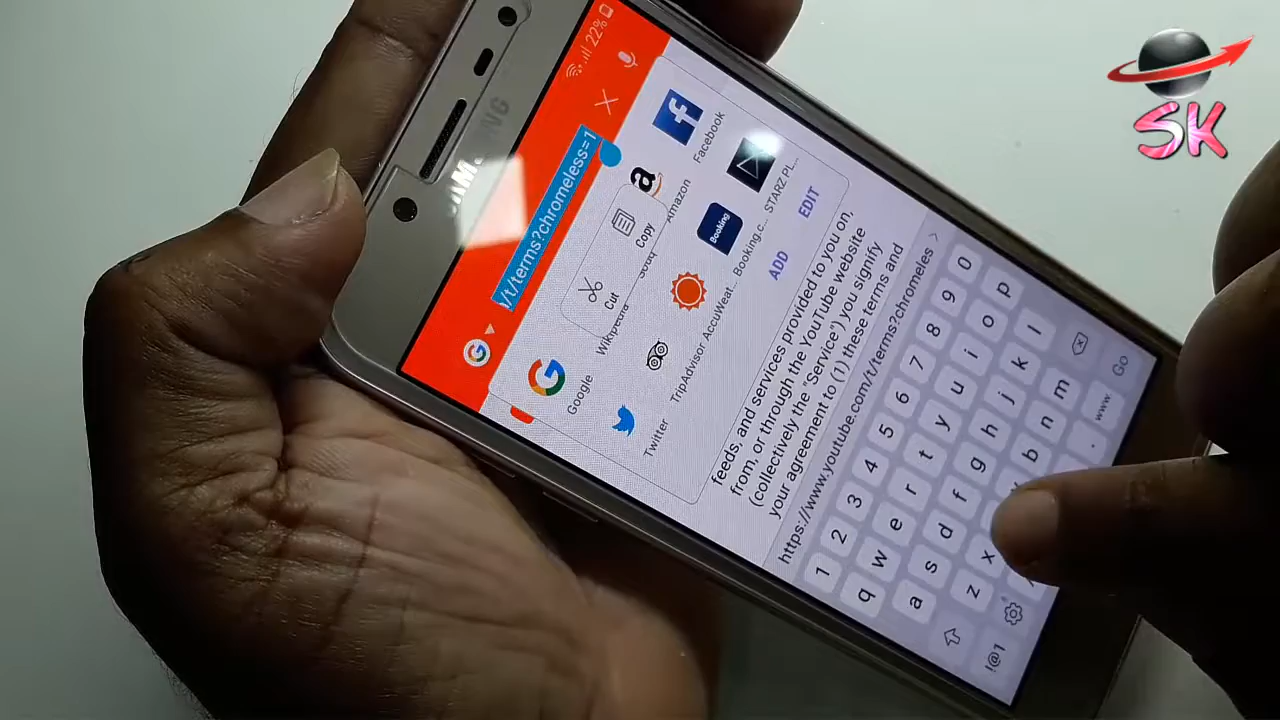 SK
22%
/t/terms?chromeless=1
Cut
Copy
Facebook
STARZ PL...
Booking.c...
AccuWeat...
TripAdvisor
Google
Twitter
Booking
ADD
EDIT
feeds, and services provided to you on,
from, or through the YouTube website
(collectively the "Service") you signify
your agreement to (1) these terms and
https://www.youtube.com/t/terms?chromeles
1 2 3 4 5 6 7 8 9 0
q w e r t y u i o p
a s d f g h j k l
z x b n m
!@1 . www. GO